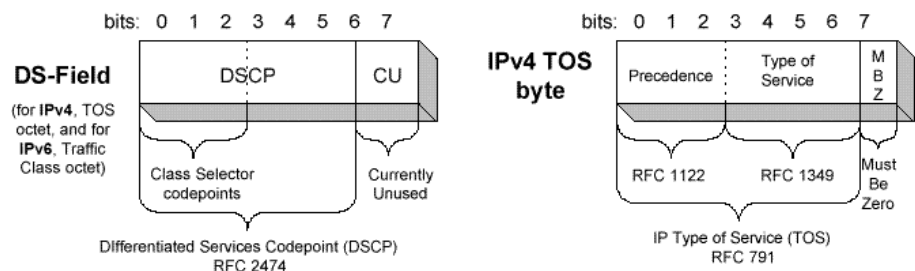 bits: 0 1 2 3 4 5 6 7
DS-Field
(for IPv4, TOS
octet, and for
IPv6, Traffic
Class octet)
DSCP
CU
Class Selector
codepoints
Currently
Unused
DIfferentiated Services Codepoint (DSCP)
RFC 2474
bits: 0 1 2 3 4 5 6 7
IPv4 TOS
byte
Precedence
Type of
Service
M
B
Z
RFC 1122
RFC 1349
Must
Be
Zero
IP Type of Service (TOS)
RFC 791